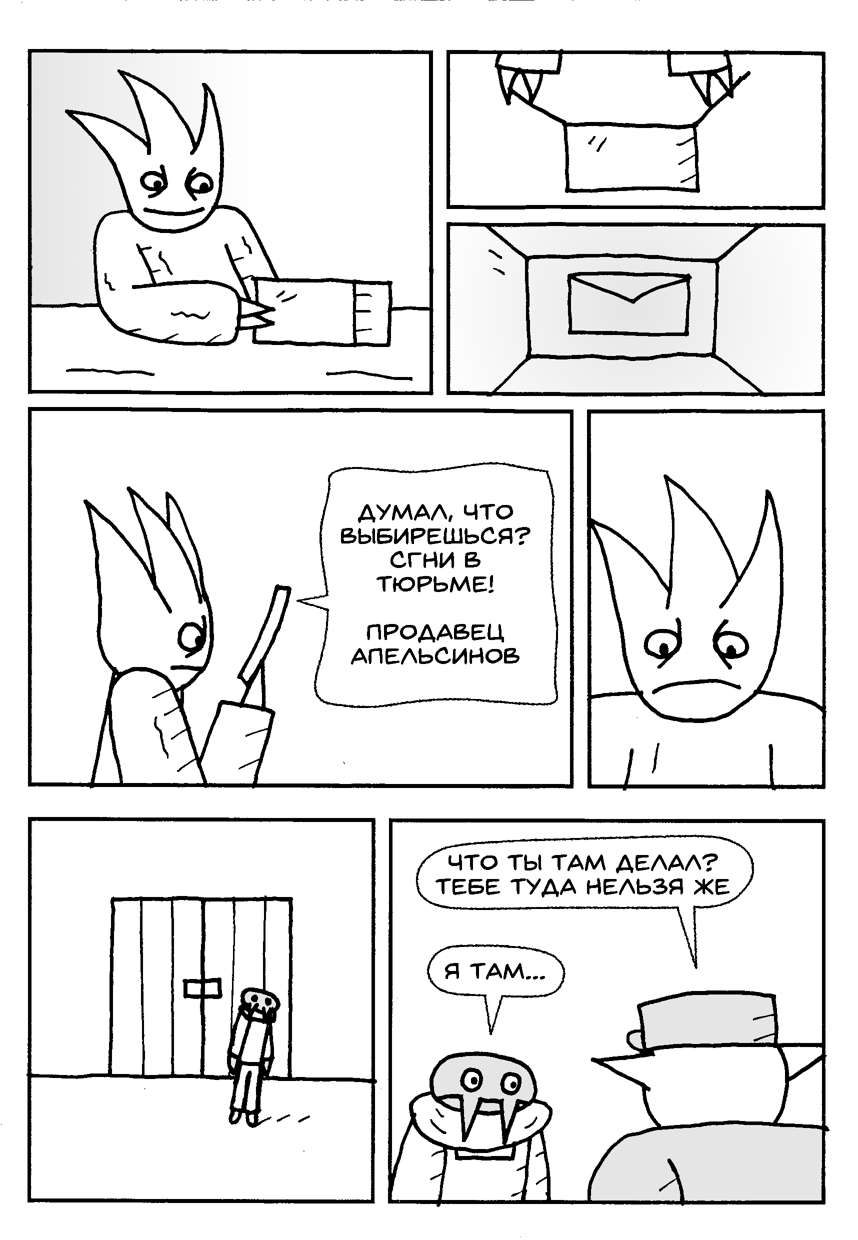 ДУМАЛ, ЧТО
ВЫБИРЕШЬСЯ?
СГНИ В
ТЮРЬМЕ!
ПРОДАВЕЦ
АПЕЛЬСИНОВ
ЧТО ТЫ ТАМ ДЕЛАЛ?
ТЕБЕ ТУДА НЕЛЬЗЯ ЖЕ
Я ТАМ...